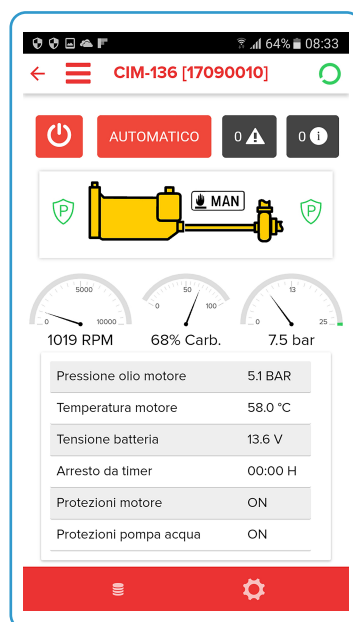 64% 08:33
CIM-136 [17090010]
AUTOMATICO 0 0 i
P MAN P
5000 50 13
0 10000 0 100 0 25
1019 RPM 68% Carb. 7.5 bar
Pressione olio motore 5.1 BAR
Temperatura motore 58.0 °C
Tensione batteria 13.6 V
Arresto da timer 00:00 H
Protezioni motore ON
Protezioni pompa acqua ON